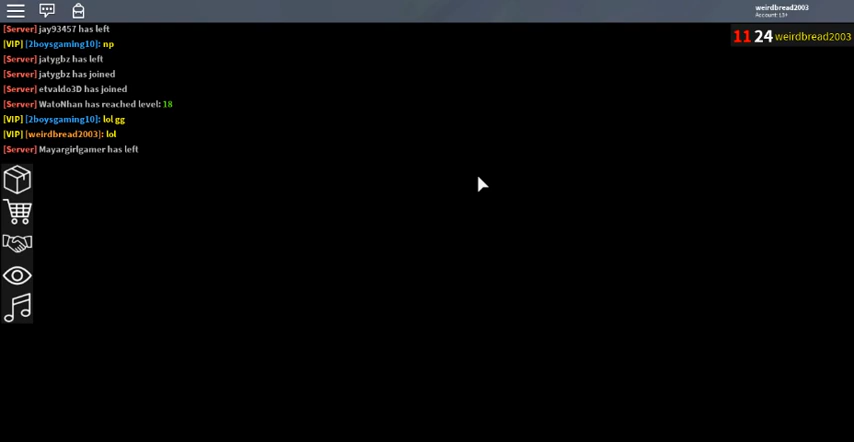 weirdbread2003
Account: 13+
[Server] jay93457 has left
[VIP] [2boysgaming10]: np
[Server] jatygbz has left
[Server] jatygbz has joined
[Server] etvaldo3D has joined
[Server] WatoNhan has reached level: 18
[VIP] [2boysgaming10]: lol gg
[VIP] [weirdbread2003]: lol
[Server] Mayargirlgamer has left
11 24 weirdbread2003